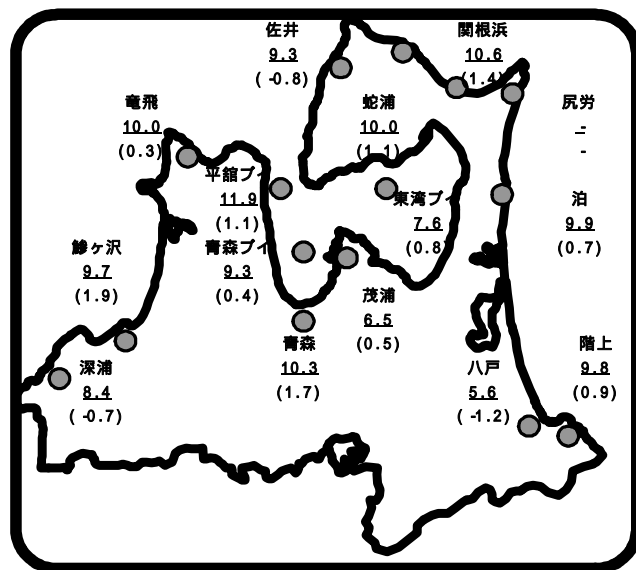 佐井
9.3
(-0.8)
関根浜
10.6
(1.4)
竜飛
10.0
(0.3)
蛇浦
10.0
(1.1)
尻労
-
-
平舘ブイ
11.9
(1.1)
東湾ブイ
7.6
(0.8)
泊
9.9
(0.7)
鰺ヶ沢
9.7
(1.9)
青森ブイ
9.3
(0.4)
茂浦
6.5
(0.5)
深浦
8.4
(-0.7)
青森
10.3
(1.7)
八戸
5.6
(-1.2)
階上
9.8
(0.9)